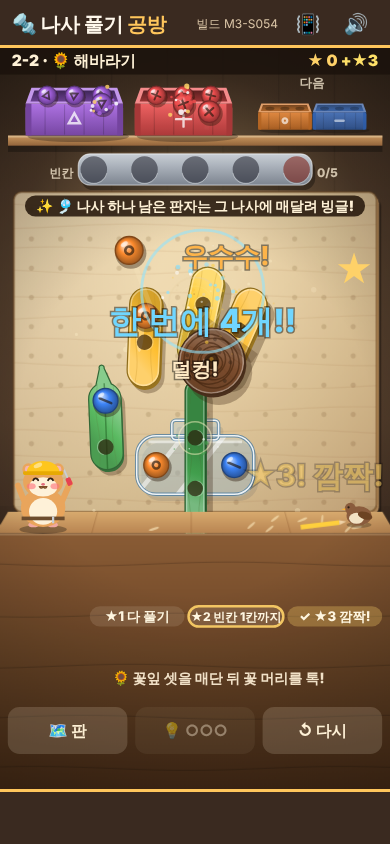 나사 풀기 공방
빌드 M3-S054
2-2 · 해바라기
★ 0 +★3
다음
빈칸
0/5
나사 하나 남은 판자는 그 나사에 매달려 빙글!
우수수!
한 번에 4개!!
덜컹!
★3! 깜짝!
★1 다 풀기
★2 빈칸 1칸까지
✓ ★3 깜짝!
꽃잎 셋을 매단 뒤 꽃 머리를 톡!
판
다시